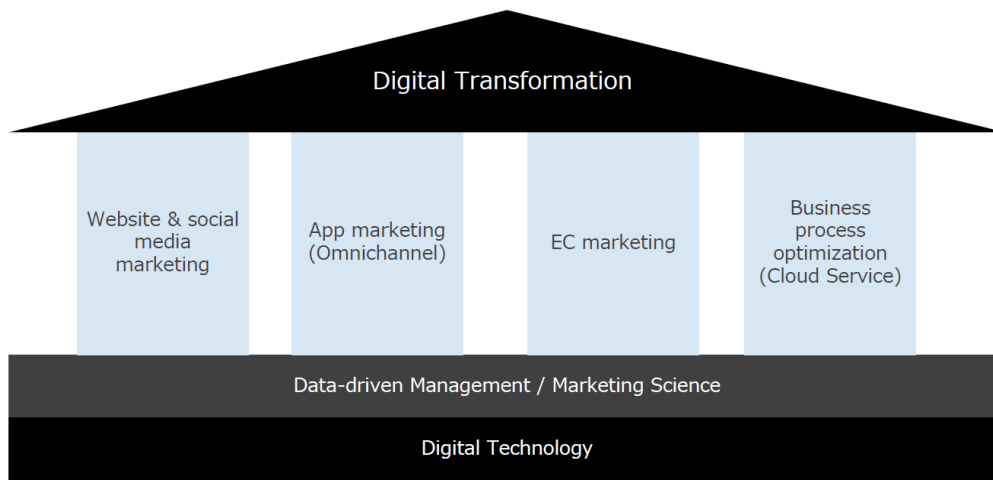 Digital Transformation
Website & social
media
marketing
App marketing
(Omnichannel)
EC marketing
Business
process
optimization
(Cloud Service)
Data-driven Management / Marketing Science
Digital Technology